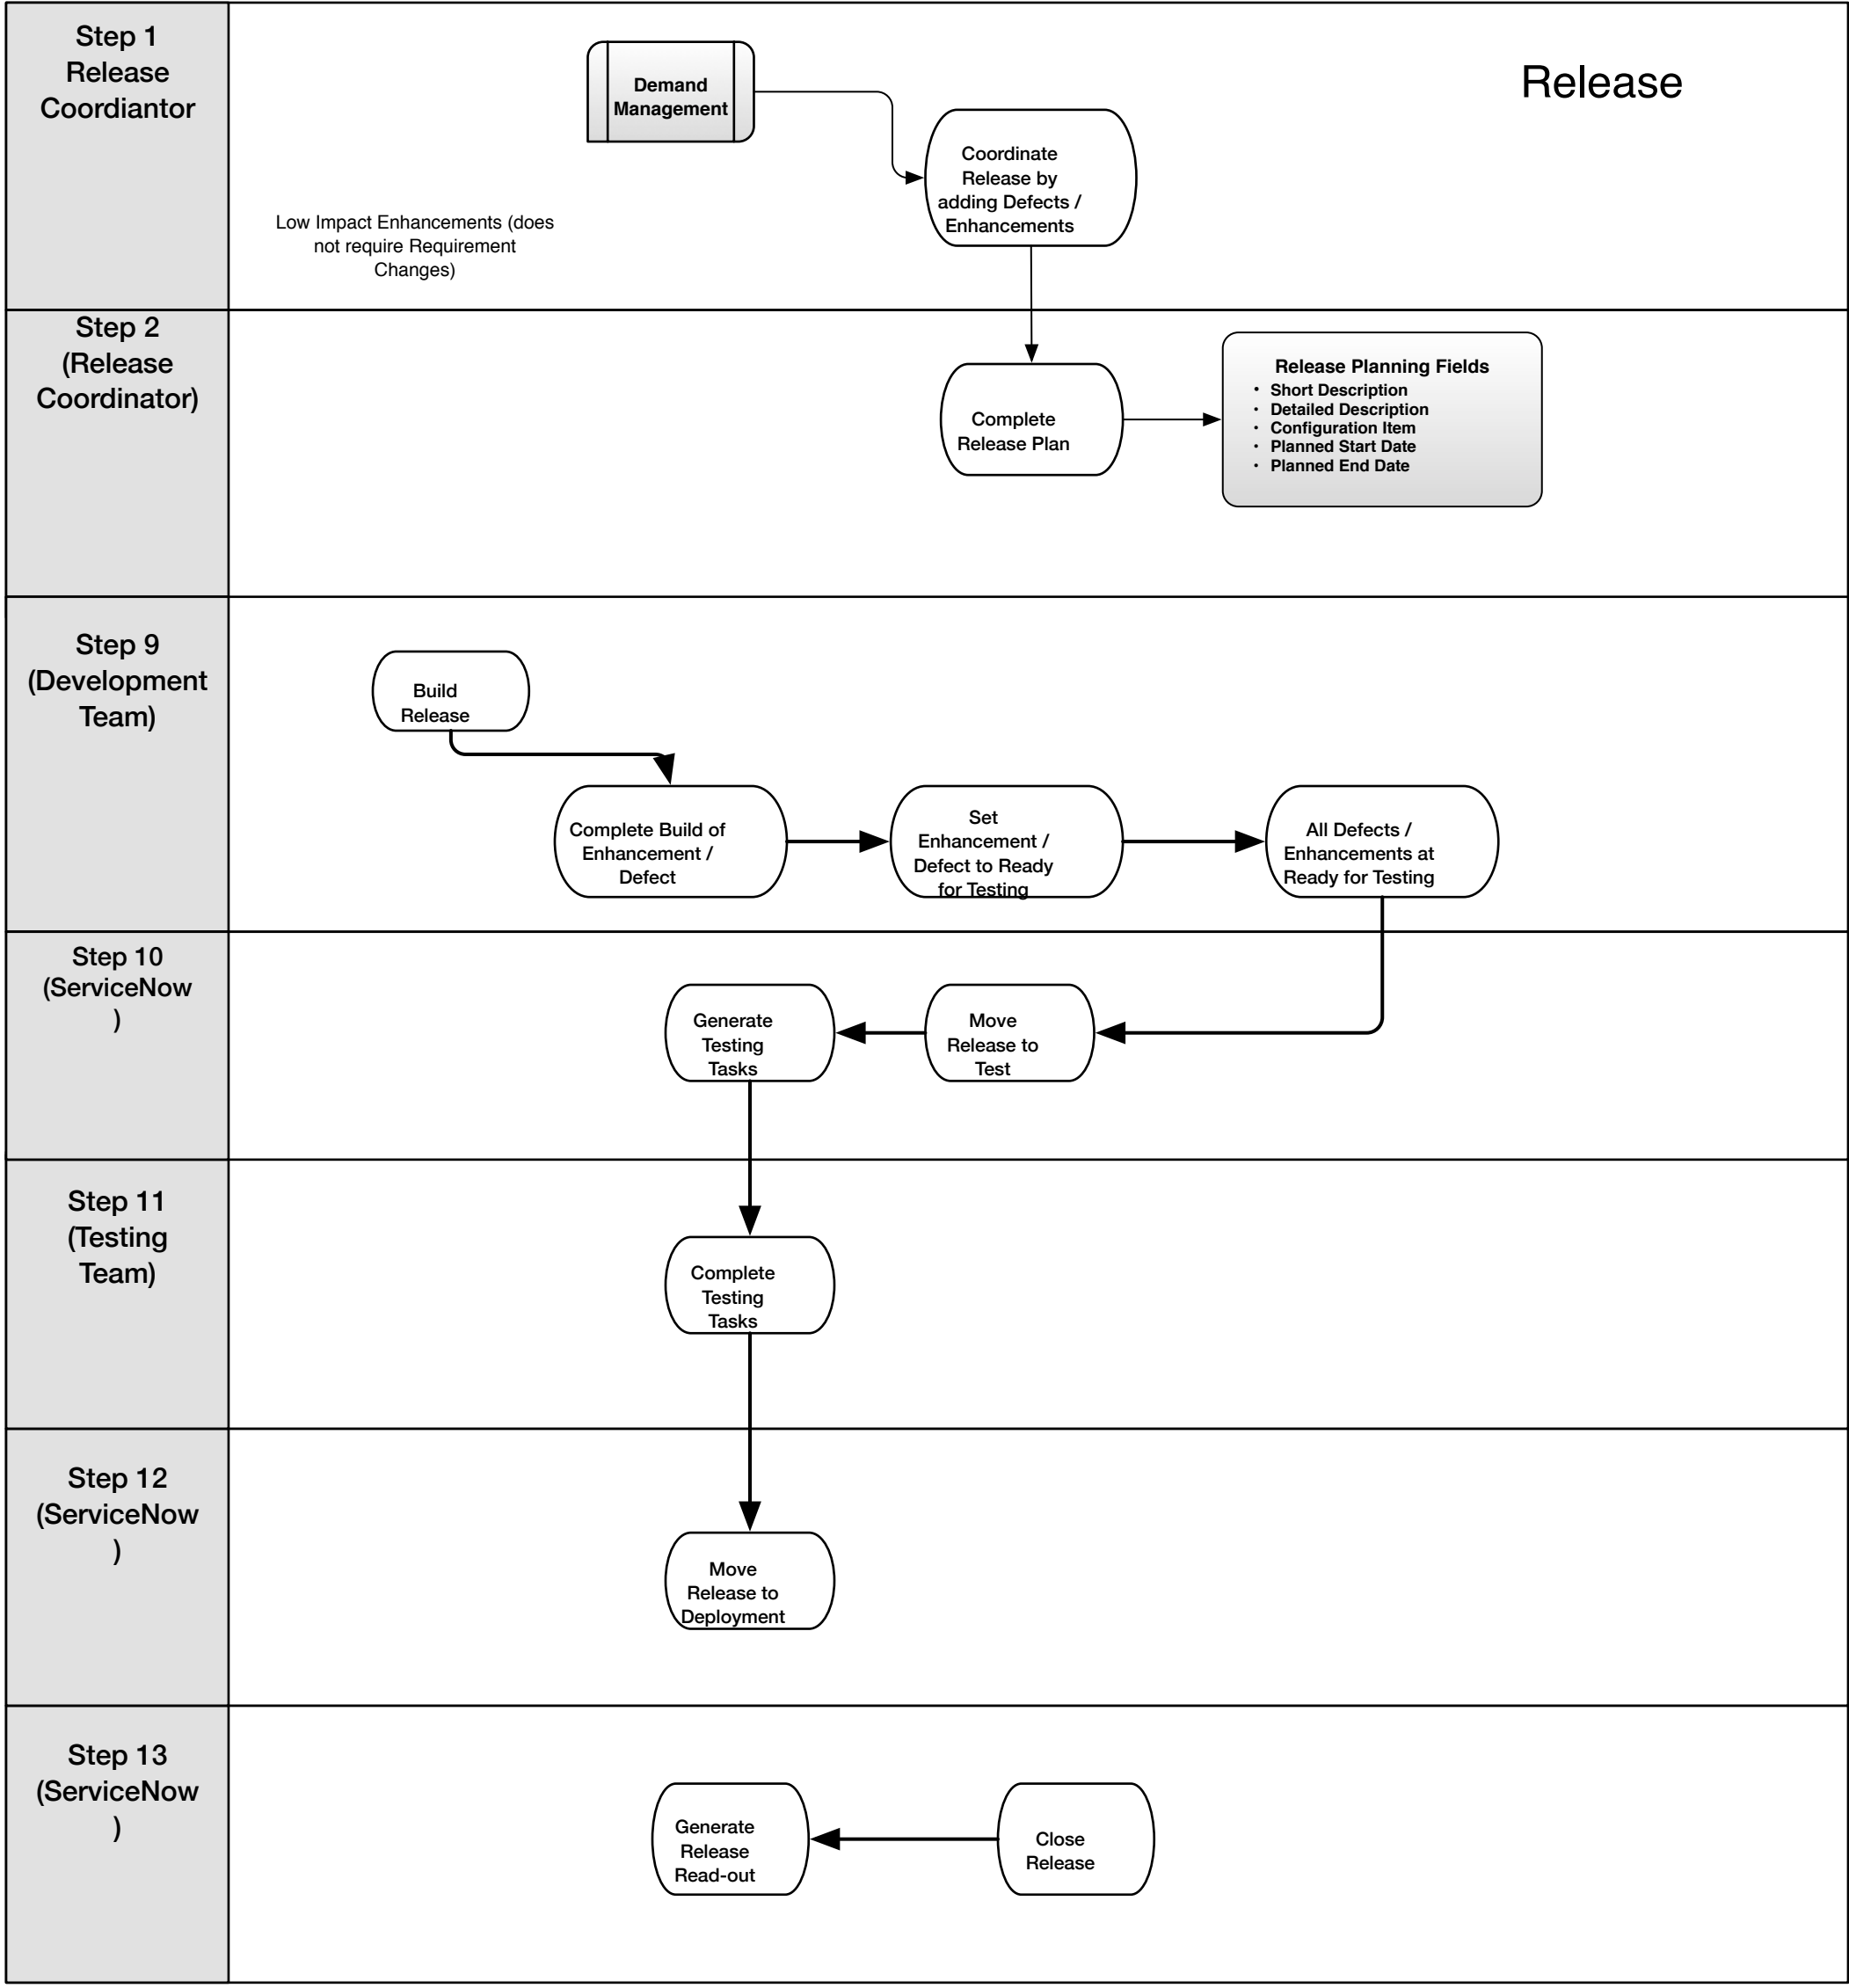 Step 1
Release
Coordiantor
Release
Demand
Management
Coordinate
Release by
adding Defects /
Enhancements
Low Impact Enhancements (does
not require Requirement
Changes)
Step 2
(Release
Coordinator)
Complete
Release Plan
Release Planning Fields
• Short Description
• Detailed Description
• Configuration Item
• Planned Start Date
• Planned End Date
Step 9
(Development
Team)
Build
Release
Complete Build of
Enhancement /
Defect
Set
Enhancement /
Defect to Ready
for Testing
All Defects /
Enhancements at
Ready for Testing
Step 10
(ServiceNow
)
Generate
Testing
Tasks
Move
Release to
Test
Step 11
(Testing
Team)
Complete
Testing
Tasks
Step 12
(ServiceNow
)
Move
Release to
Deployment
Step 13
(ServiceNow
)
Generate
Release
Read-out
Close
Release